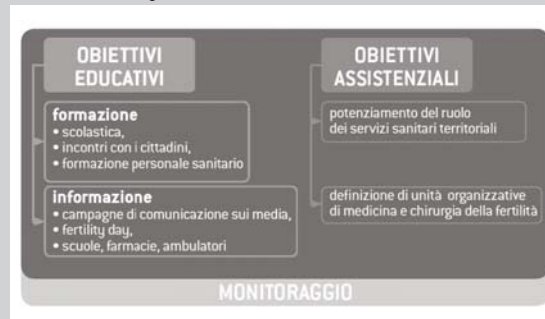 OBIETTIVI
EDUCATIVI
formazione
• scolastica,
• incontri con i cittadini,
• formazione personale sanitario
informazione
• campagne di comunicazione sui media,
• fertility day,
• scuole, farmacie, ambulatori
OBIETTIVI
ASSISTENZIALI
potenziamento del ruolo
dei servizi sanitari territoriali
definizione di unità organizzative
di medicina e chirurgia della fertilità
MONITORAGGIO